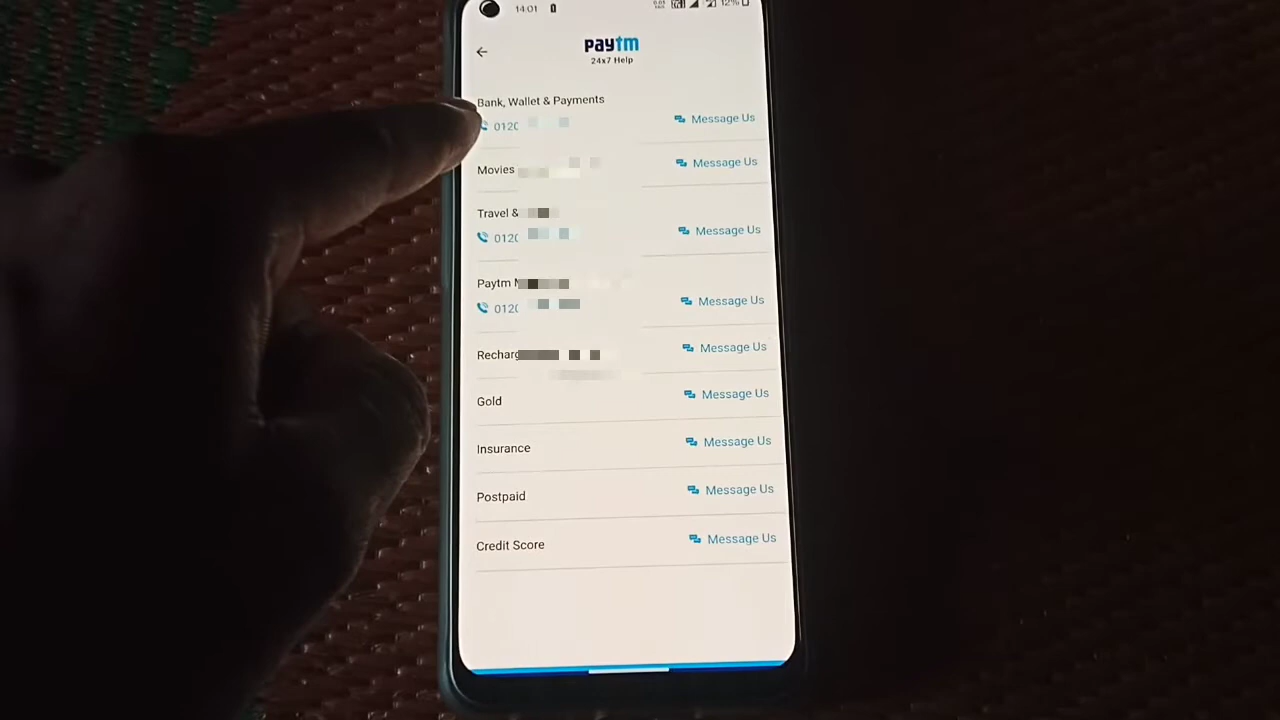 14:01 12%
paytm
24x7 Help
Bank, Wallet & Payments
0120 Message Us
Movies Message Us
Travel &
0120 Message Us
Paytm
0120 Message Us
Message Us
Gold Message Us
Insurance Message Us
Postpaid Message Us
Credit Score Message Us